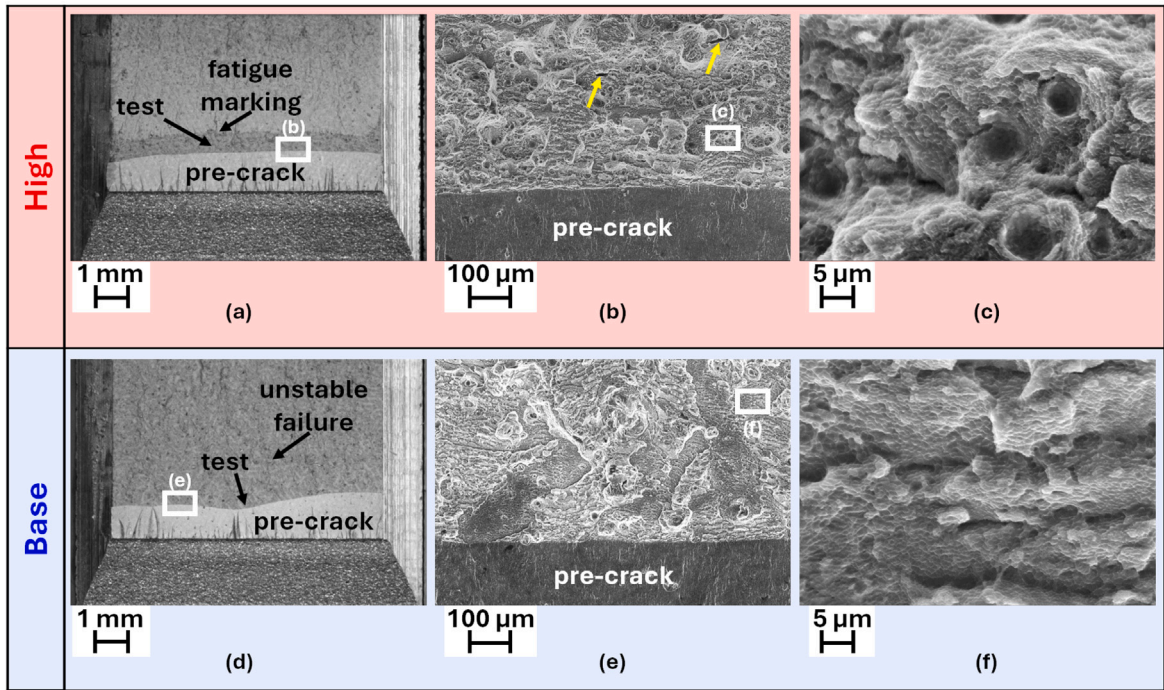 High
fatigue
marking
test
(b)
pre-crack
1 mm
(a)
(c)
pre-crack
100 µm
(b)
5 µm
(c)
Base
unstable
failure
test
(e)
pre-crack
1 mm
(d)
(f)
pre-crack
100 µm
(e)
5 µm
(f)